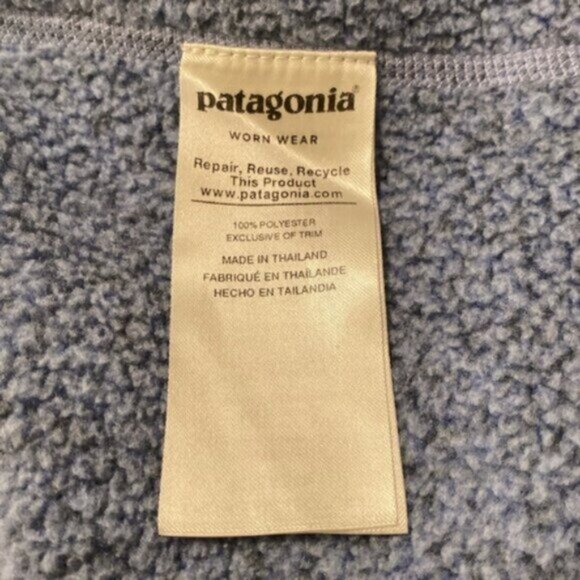 patagonia®
WORN WEAR
Repair, Reuse, Recycle
This Product
www.patagonia.com
100% POLYESTER
EXCLUSIVE OF TRIM
MADE IN THAILAND
FABRIQUÉ EN THAÏLANDE
HECHO EN TAILANDIA